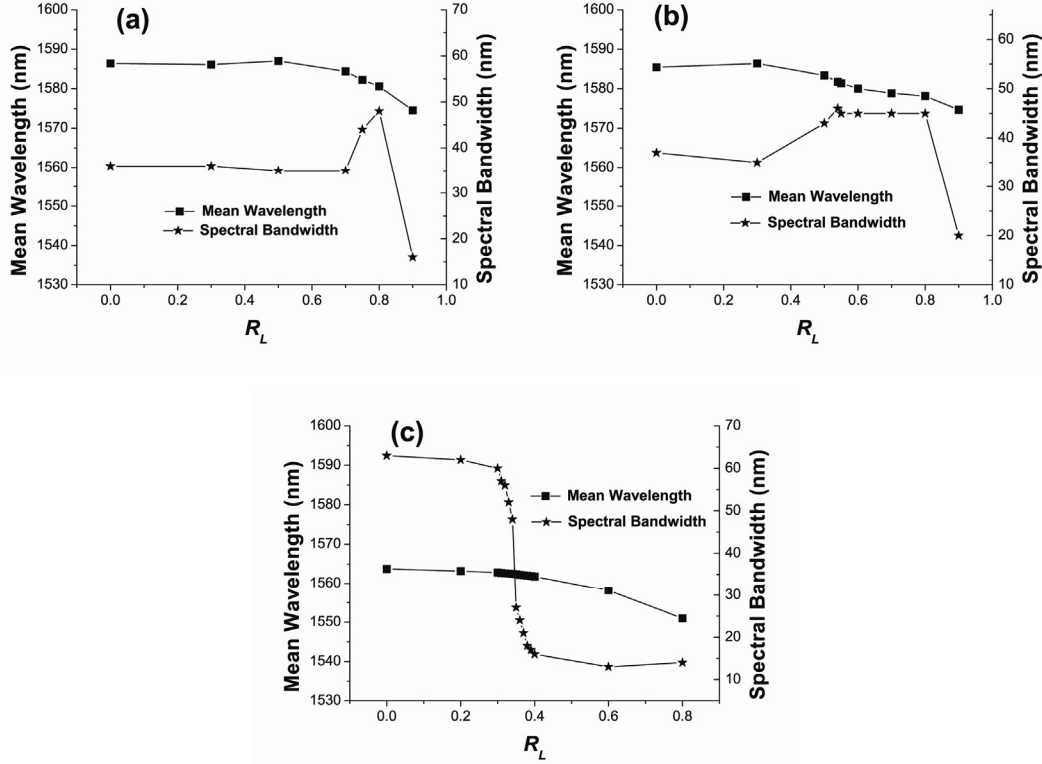 (a)
1600
1590
1580
1570
1560
1550
1540
1530
Mean Wavelength (nm)
70
60
50
40
30
20
10
Spectral Bandwidth (nm)
Mean Wavelength
Spectral Bandwidth
0.0 0.2 0.4 0.6 0.8 1.0
R_L
(b)
1600
1590
1580
1570
1560
1550
1540
1530
Mean Wavelength (nm)
60
50
40
30
20
10
Spectral Bandwidth (nm)
Mean Wavelength
Spectral Bandwidth
0.0 0.2 0.4 0.6 0.8 1.0
R_L
(c)
1600
1590
1580
1570
1560
1550
1540
1530
Mean Wavelength (nm)
70
60
50
40
30
20
10
Spectral Bandwidth (nm)
Mean Wavelength
Spectral Bandwidth
0.0 0.2 0.4 0.6 0.8
R_L